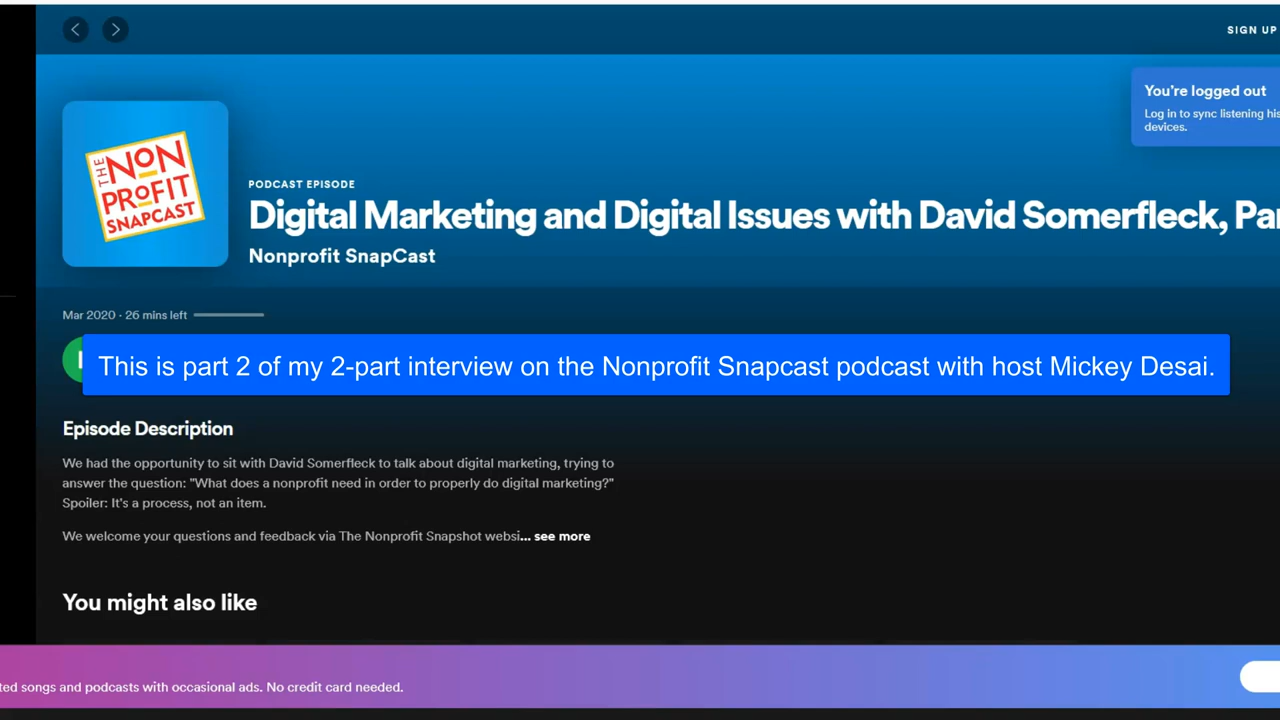 SIGN UP
You're logged out
Log in to sync listening his
devices.
THE
NON
PROFIT
SNAPCAST
PODCAST EPISODE
Digital Marketing and Digital Issues with David Somerfleck, Pa
Nonprofit SnapCast
Mar 2020 · 26 mins left
This is part 2 of my 2-part interview on the Nonprofit Snapcast podcast with host Mickey Desai.
Episode Description
We had the opportunity to sit with David Somerfleck to talk about digital marketing, trying to
answer the question: "What does a nonprofit need in order to properly do digital marketing?"
Spoiler: It's a process, not an item.
We welcome your questions and feedback via The Nonprofit Snapshot websi... see more
You might also like
ted songs and podcasts with occasional ads. No credit card needed.